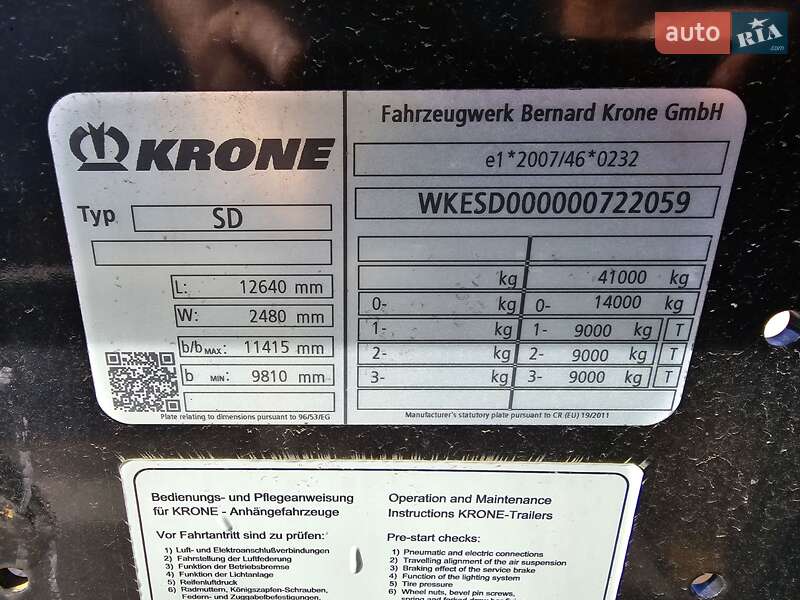 auto RIA.com
KRONE
Fahrzeugwerk Bernard Krone GmbH
e1*2007/46*0232
Typ SD
WKESD000000722059
kg 41000 kg
L: 12640 mm
0- kg 0- 14000 kg
W: 2480 mm
1- kg 1- 9000 kg T
b/b MAX: 11415 mm
2- kg 2- 9000 kg T
b MIN: 9810 mm
3- kg 3- 9000 kg T
Plate relating to dimensions pursuant to 96/53/EG
Manufacturer's statutory plate pursuant to CR (EU) 19/2011
Bedienungs- und Pflegeanweisung
für KRONE - Anhängefahrzeuge
Vor Fahrtantritt sind zu prüfen:
1) Luft- und Elektroanschlußverbindungen
2) Fahrstellung der Luftfederung
3) Funktion der Betriebsbremse
4) Funktion der Lichtanlage
5) Reifenluftdruck
6) Radmuttern, Königszapfen-Schrauben,
Federn- und Zuggabelbefestigungen,
Operation and Maintenance
Instructions KRONE-Trailers
Pre-start checks:
1) Pneumatic and electric connections
2) Travelling alignment of the air suspension
3) Braking effect of the service brake
4) Function of the lighting system
5) Tire pressure
6) Wheel nuts, bevel pin screws,